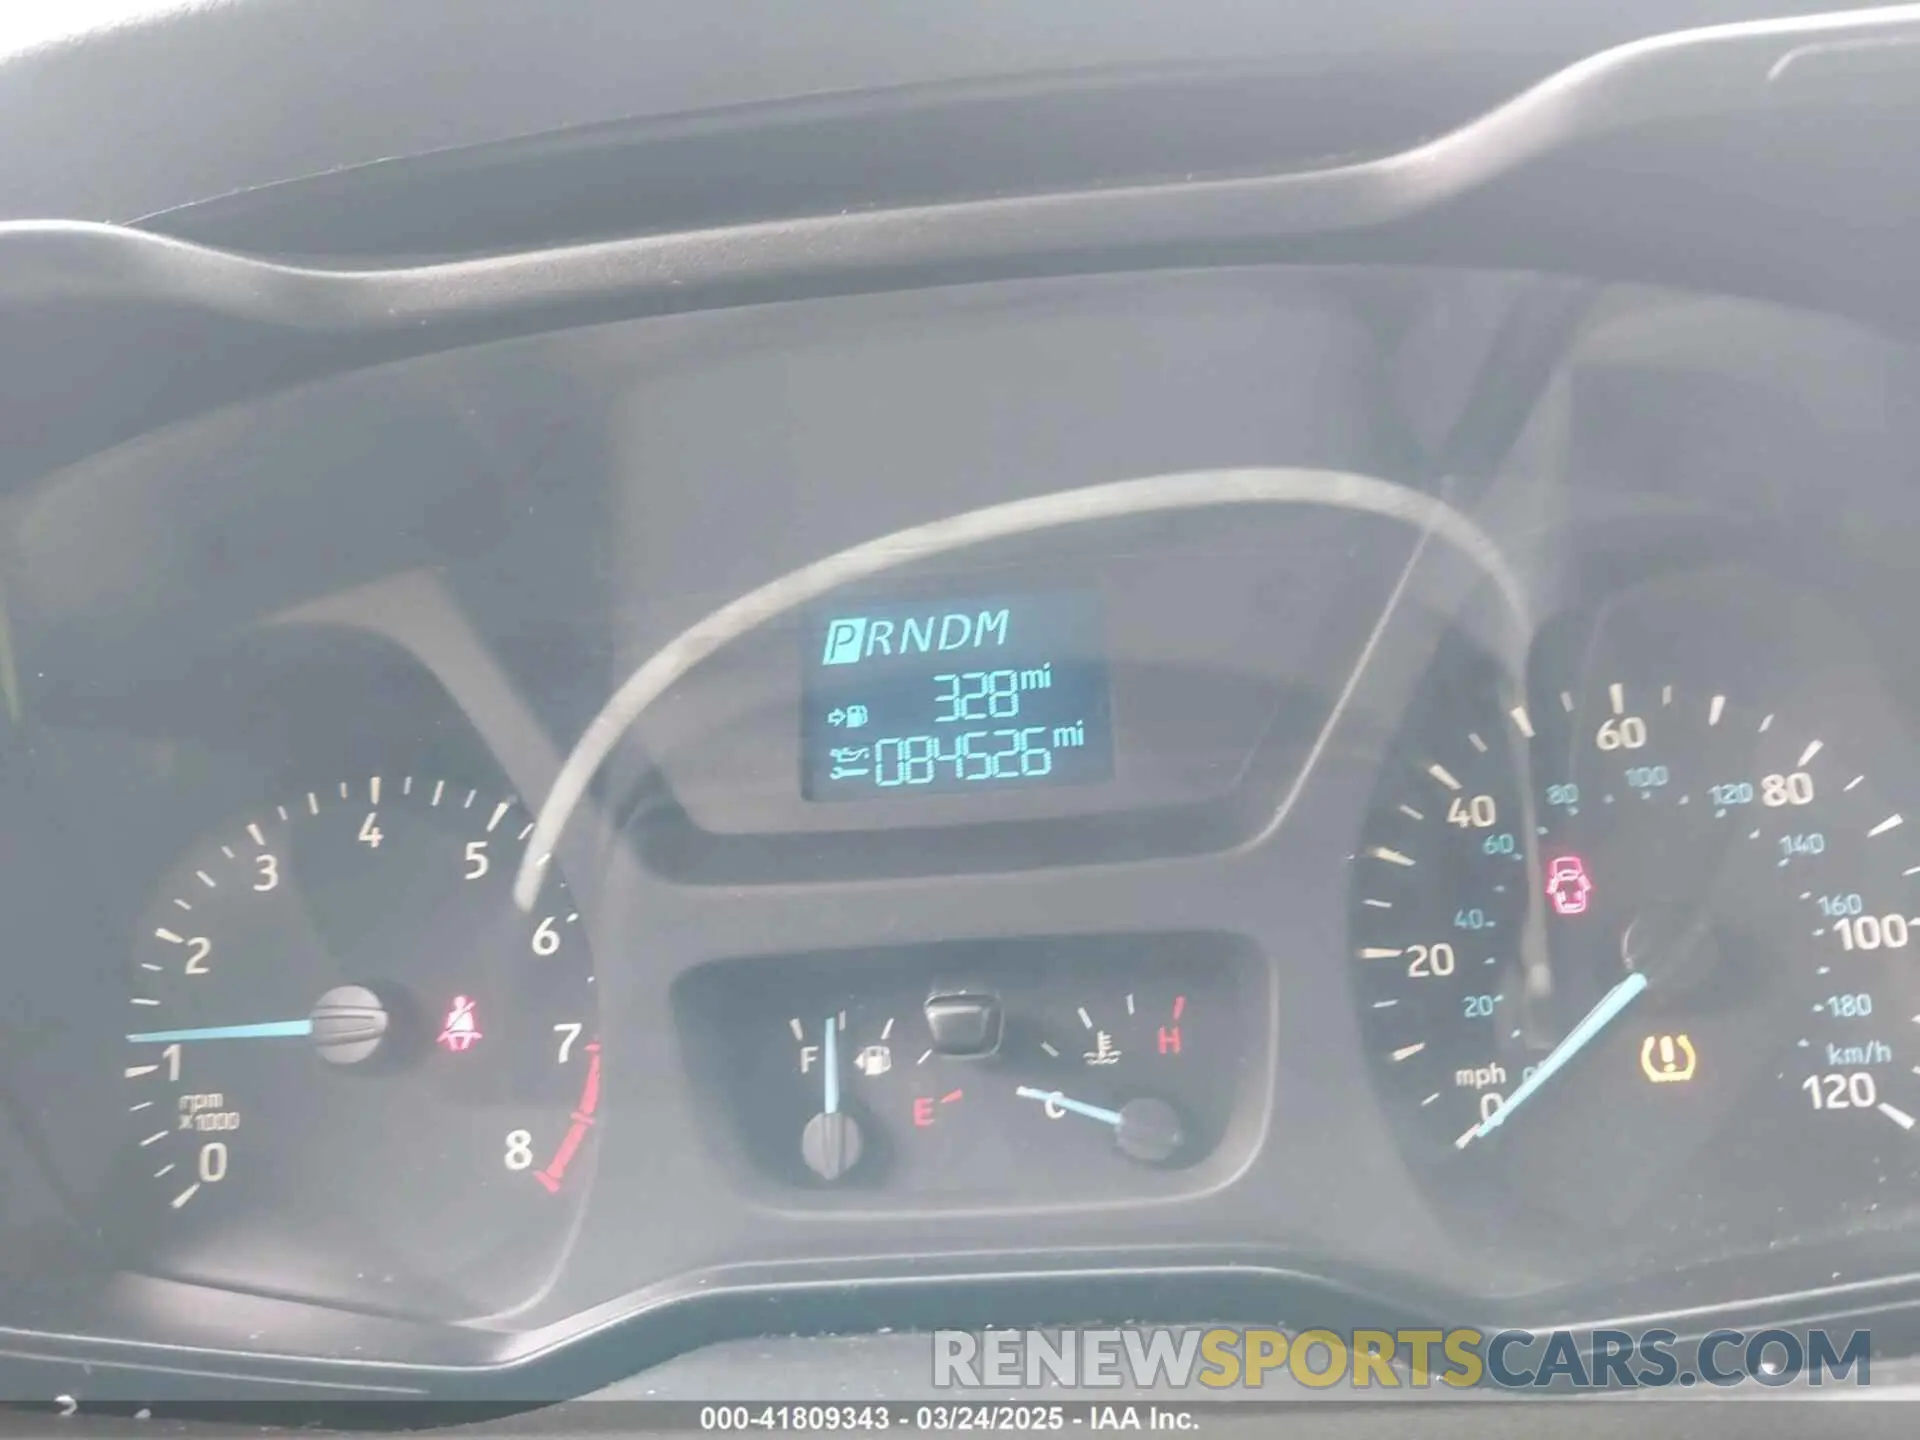 PRNDM
328 mi
084526 mi
0 1 2 3 4 5 6 7 8
rpm
x1000
F E
C H
0 20 40 60 80 100 120
mph
20 40 60 80 100 120 140 160 180
km/h
RENEWSPORTSCARS.COM
000-41809343 - 03/24/2025 - IAA Inc.